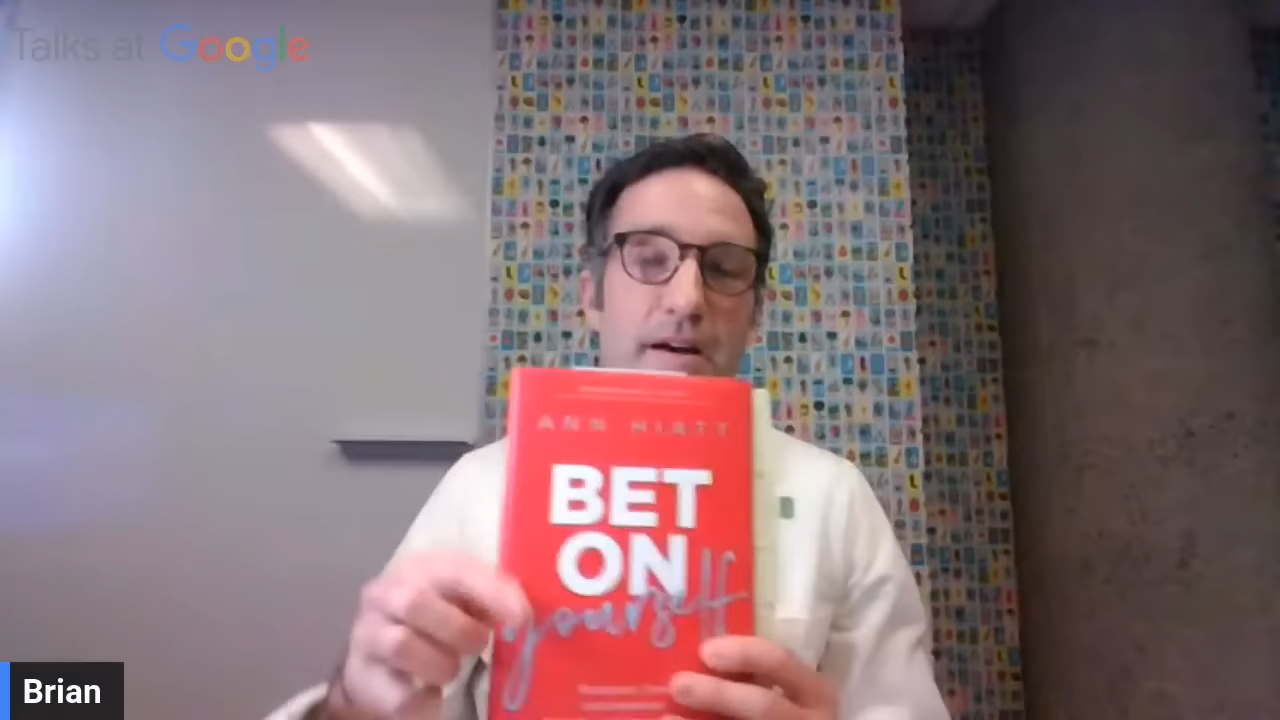 Talks at Google
ANN HIATT
BET
ON
yourself
Brian